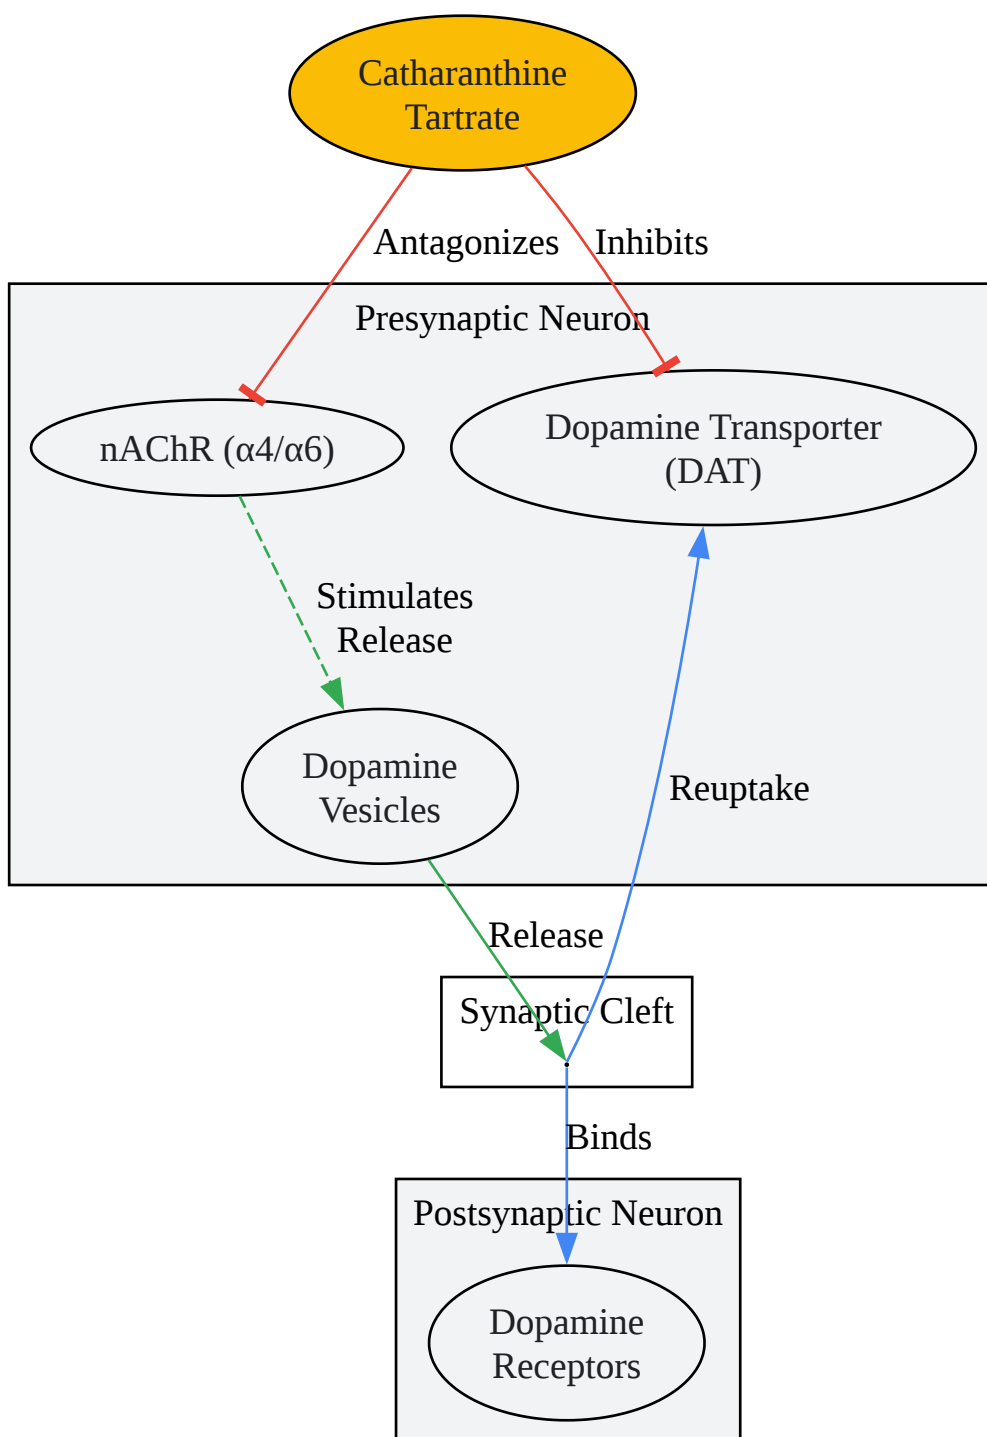 Catharanthine
Tartrate
Antagonizes
Inhibits
Presynaptic Neuron
nAChR (α4/α6)
Dopamine Transporter
(DAT)
Stimulates
Release
Dopamine
Vesicles
Reuptake
Release
Synaptic Cleft
Binds
Postsynaptic Neuron
Dopamine
Receptors